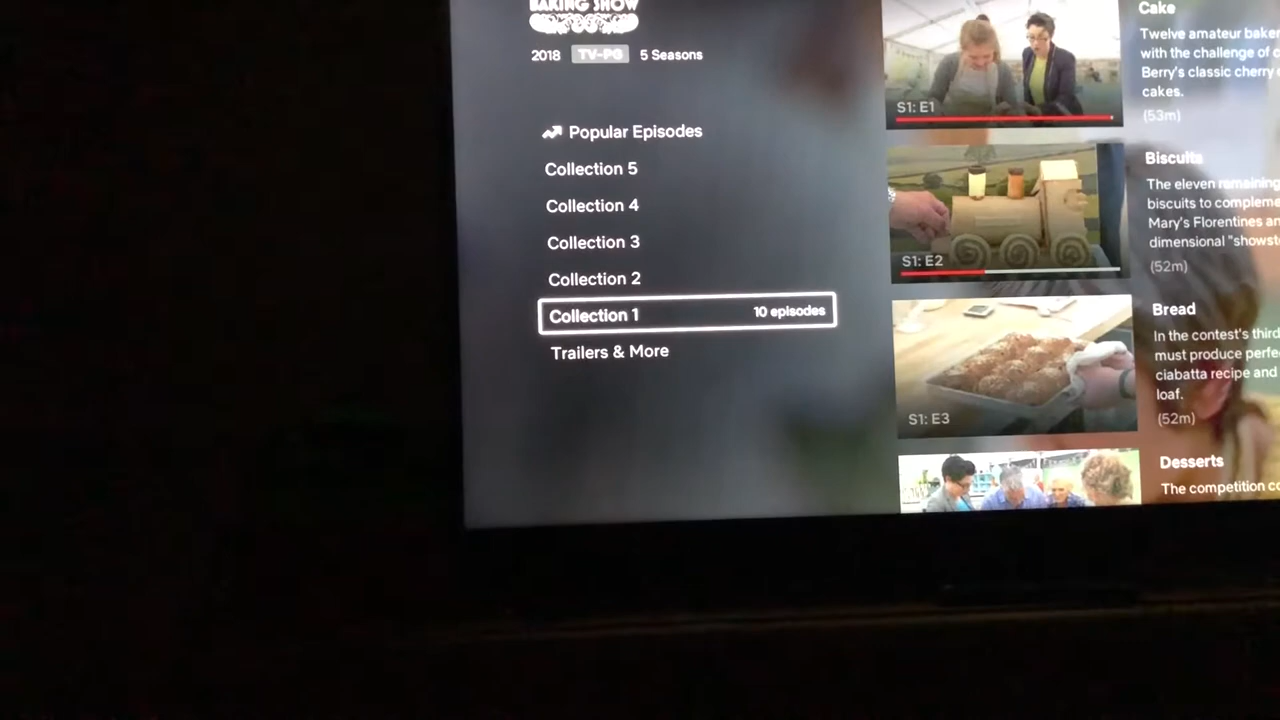 BAKING SHOW
2018 TV-PG 5 Seasons
Popular Episodes
Collection 5
Collection 4
Collection 3
Collection 2
Collection 1 10 episodes
Trailers & More
S1: E1
Cake
Twelve amateur baker
with the challenge of c
Berry's classic cherry
cakes.
(53m)
S1: E2
Biscuits
The eleven remaining
biscuits to compleme
Mary's Florentines an
dimensional "showst
(52m)
S1: E3
Bread
In the contest's third
must produce perfe
ciabatta recipe and
loaf.
(52m)
Desserts
The competition co